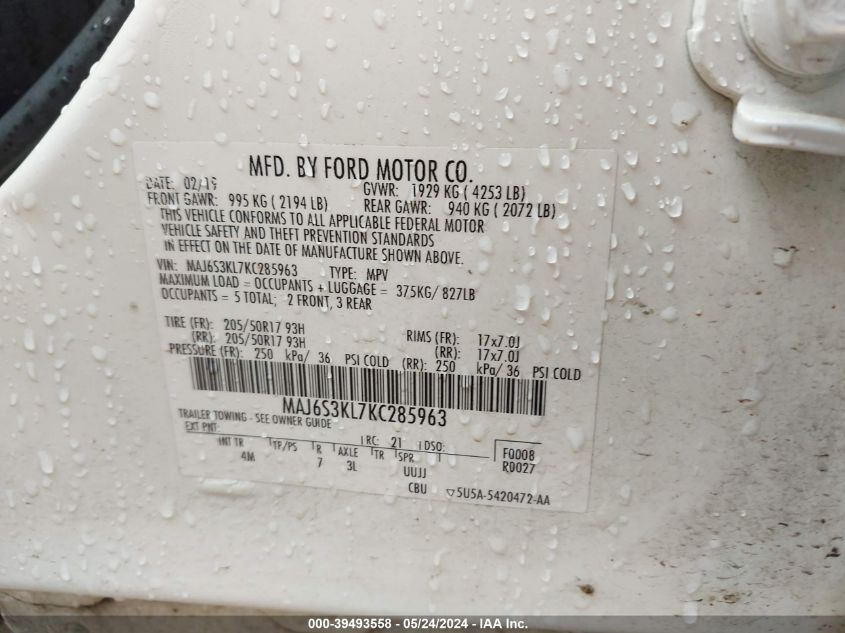 MFD. BY FORD MOTOR CO.
DATE: 02/19 GVWR: 1929 KG ( 4253 LB)
FRONT GAWR: 995 KG ( 2194 LB) REAR GAWR: 940 KG ( 2072 LB)
THIS VEHICLE CONFORMS TO ALL APPLICABLE FEDERAL MOTOR
VEHICLE SAFETY AND THEFT PREVENTION STANDARDS
IN EFFECT ON THE DATE OF MANUFACTURE SHOWN ABOVE.
VIN: MAJ6S3KL7KC285963 TYPE: MPV
MAXIMUM LOAD = OCCUPANTS + LUGGAGE = 375KG/ 827LB
OCCUPANTS = 5 TOTAL; 2 FRONT, 3 REAR
TIRE (FR): 205/50R17 93H RIMS (FR): 17x7.0J
(RR): 205/50R17 93H (RR): 17x7.0J
PRESSURE (FR): 250 kPa/ 36 PSI COLD (RR): 250 kPa/ 36 PSI COLD
MAJ6S3KL7KC285963
TRAILER TOWING - SEE OWNER GUIDE
EXT PNT: RC: 21 DSO:
INT TR TP/PS R AXLE TR SPR F0008
4M 7 3L UUJJ RD027
CBU ▽5U5A-5420472-AA
000-39493558 - 05/24/2024 - IAA Inc.